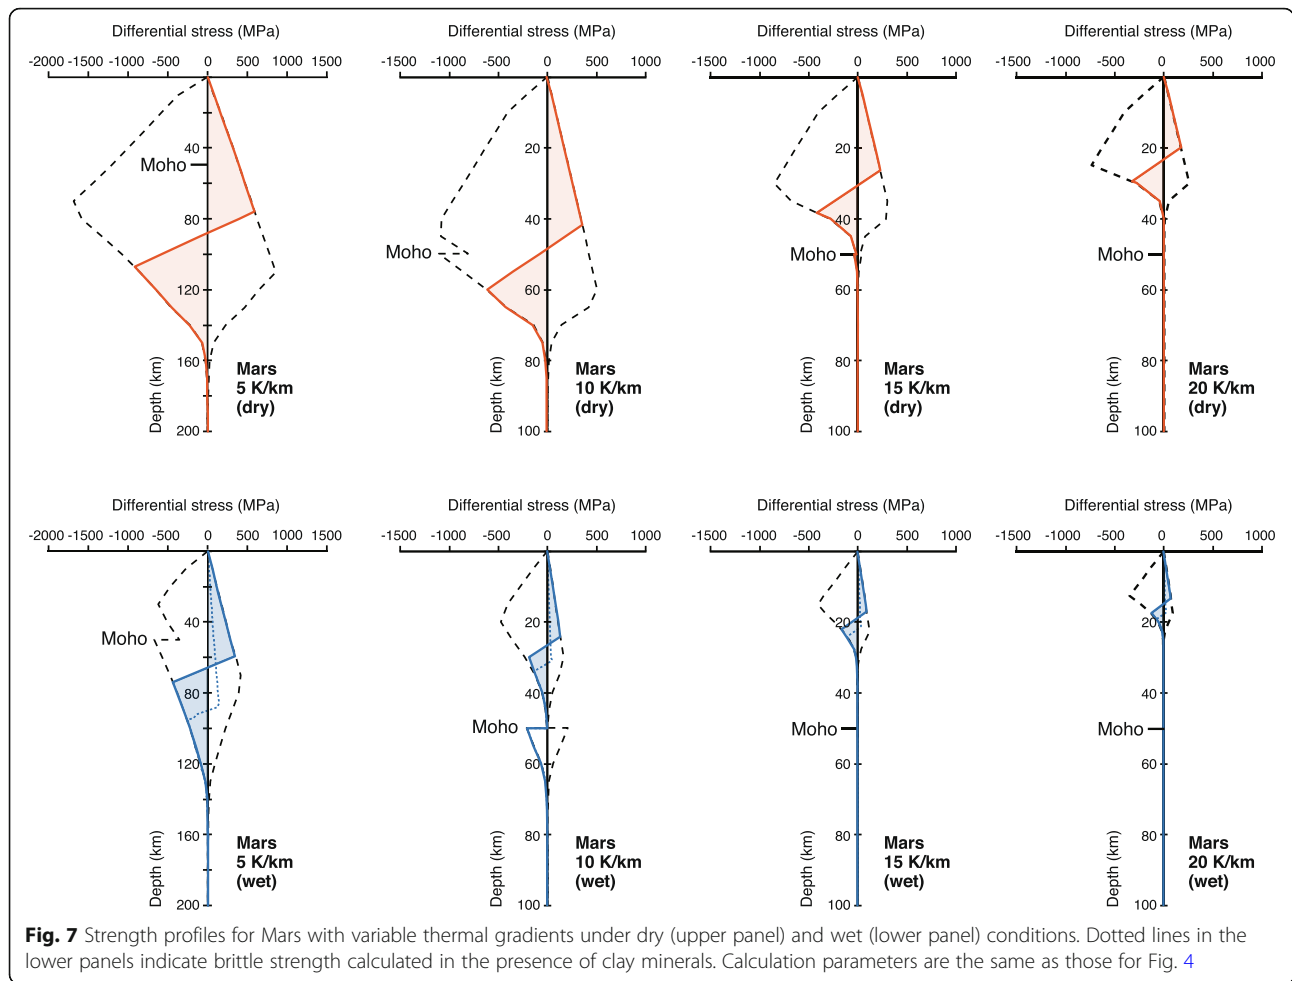 Differential stress (MPa) Differential stress (MPa) Differential stress (MPa) Differential stress (MPa)
-2000 -1500 -1000 -500 0 500 1000 1500 -1500 -1000 -500 0 500 1000 -1500 -1000 -500 0 500 1000 -1500 -1000 -500 0 500 1000
40 20 20 20
Moho
80 40 40 40
Moho Moho Moho
120 60 60 60
160 80 80 80
Depth (km) Mars 5 K/km (dry) Depth (km) Mars 10 K/km (dry) Depth (km) Mars 15 K/km (dry) Depth (km) Mars 20 K/km (dry)
200 100 100 100
Differential stress (MPa) Differential stress (MPa) Differential stress (MPa) Differential stress (MPa)
-2000 -1500 -1000 -500 0 500 1000 1500 -1500 -1000 -500 0 500 1000 -1500 -1000 -500 0 500 1000 -1500 -1000 -500 0 500 1000
40 20 20 20
Moho
80 40 40 40
Moho Moho Moho
120 60 60 60
160 80 80 80
Depth (km) Mars 5 K/km (wet) Depth (km) Mars 10 K/km (wet) Depth (km) Mars 15 K/km (wet) Depth (km) Mars 20 K/km (wet)
200 100 100 100
Fig. 7 Strength profiles for Mars with variable thermal gradients under dry (upper panel) and wet (lower panel) conditions. Dotted lines in the
lower panels indicate brittle strength calculated in the presence of clay minerals. Calculation parameters are the same as those for Fig. 4